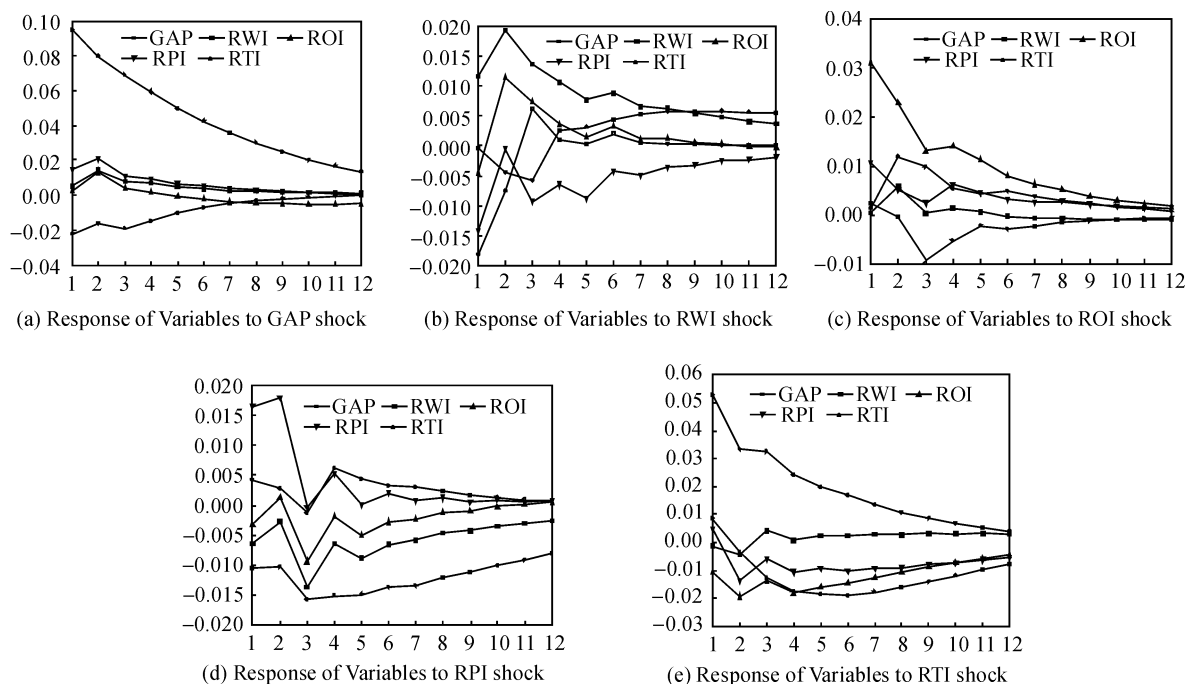 0.10
0.08
0.06
0.04
0.02
0.00
−0.02
−0.04
GAP RWI ROI
RPI RTI
1 2 3 4 5 6 7 8 9 10 11 12
(a) Response of Variables to GAP shock
0.020
0.015
0.010
0.005
0.000
−0.005
−0.010
−0.015
−0.020
GAP RWI ROI
RPI RTI
1 2 3 4 5 6 7 8 9 10 11 12
(b) Response of Variables to RWI shock
0.04
0.03
0.02
0.01
0.00
−0.01
GAP RWI ROI
RPI RTI
1 2 3 4 5 6 7 8 9 10 11 12
(c) Response of Variables to ROI shock
0.020
0.015
0.010
0.005
0.000
−0.005
−0.010
−0.015
−0.020
GAP RWI ROI
RPI RTI
1 2 3 4 5 6 7 8 9 10 11 12
(d) Response of Variables to RPI shock
0.06
0.05
0.04
0.03
0.02
0.01
0.00
−0.01
−0.02
−0.03
GAP RWI ROI
RPI RTI
1 2 3 4 5 6 7 8 9 10 11 12
(e) Response of Variables to RTI shock